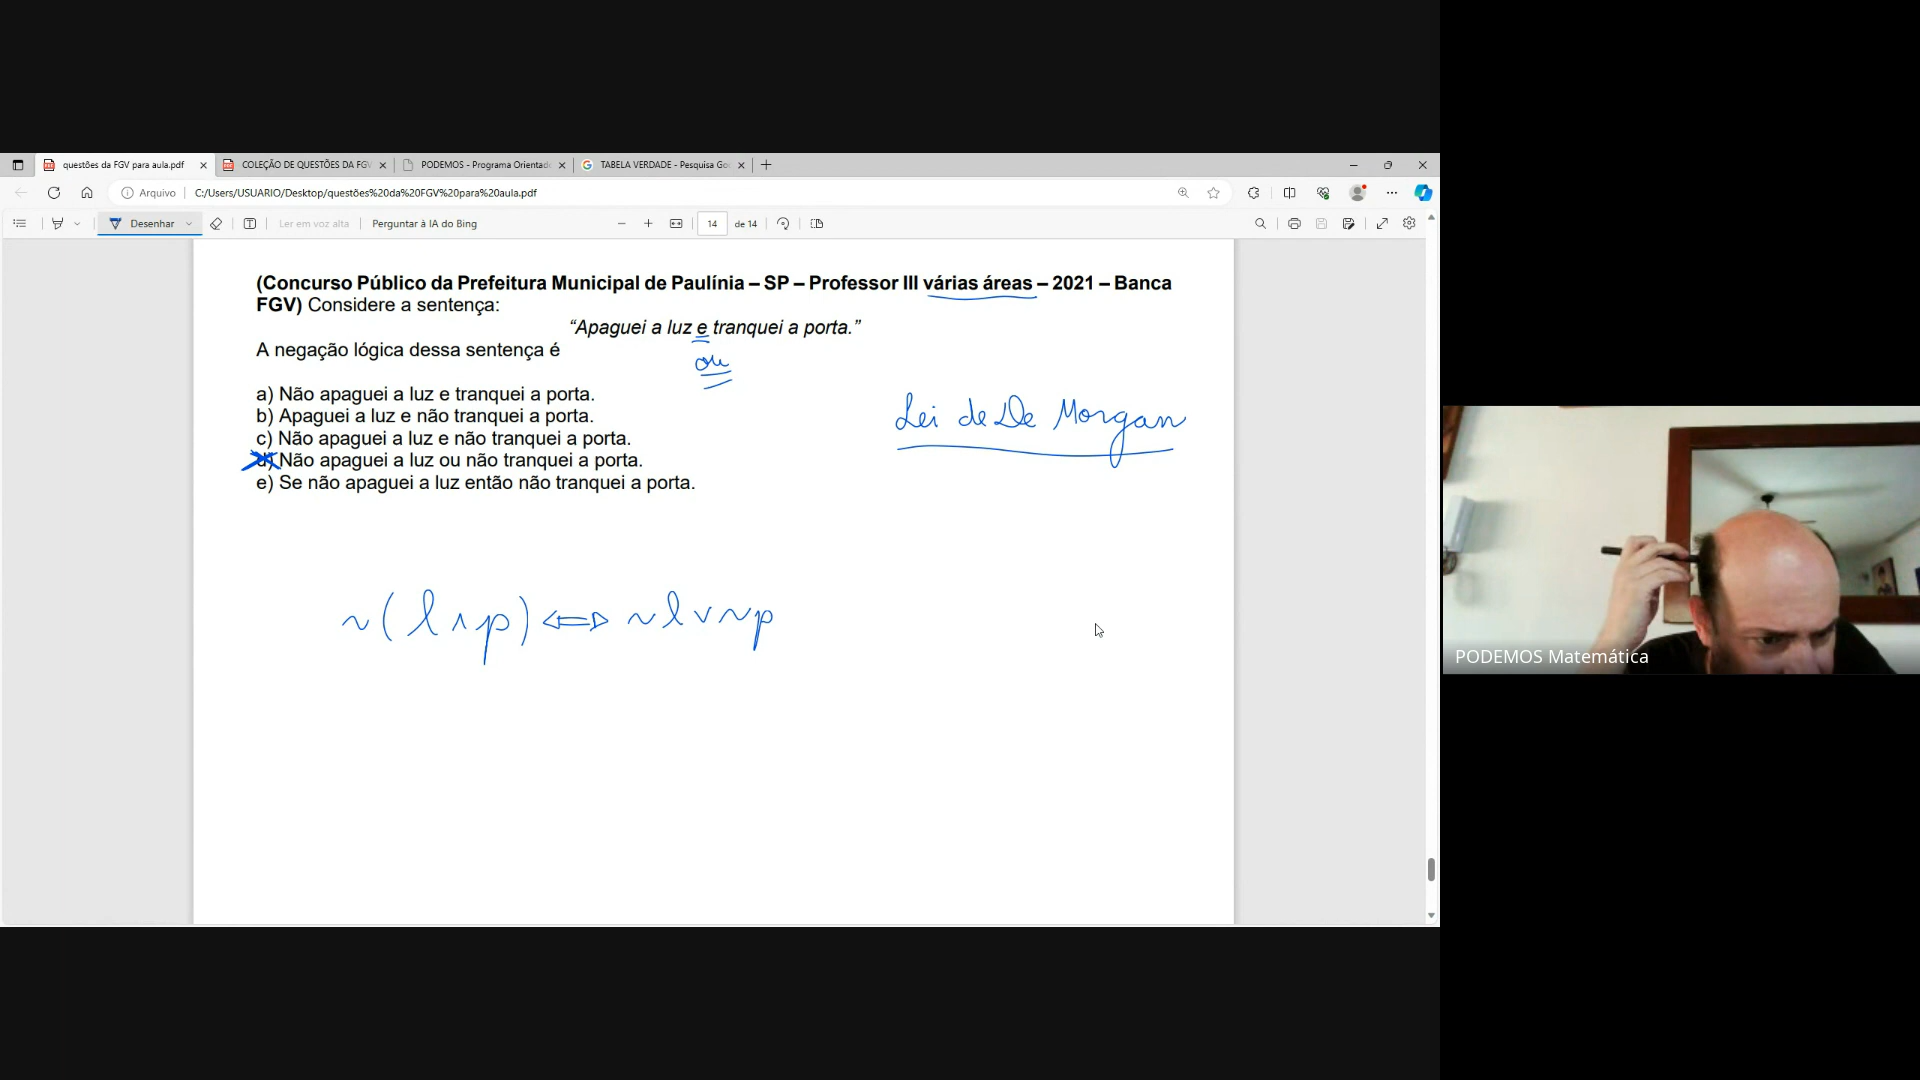 questões da FGV para aula.pdf
COLEÇÃO DE QUESTÕES DA FGV
PODEMOS - Programa Orientado
TABELA VERDADE - Pesquisa Go
Arquivo
C:/Users/USUARIO/Desktop/questões%20da%20FGV%20para%20aula.pdf
Desenhar
Ler em voz alta
Perguntar à IA do Bing
14 de 14
(Concurso Público da Prefeitura Municipal de Paulínia – SP – Professor III várias áreas – 2021 – Banca
FGV) Considere a sentença:
“Apaguei a luz e tranquei a porta.”
ou
A negação lógica dessa sentença é
a) Não apaguei a luz e tranquei a porta.
b) Apaguei a luz e não tranquei a porta.
Lei de De Morgan
c) Não apaguei a luz e não tranquei a porta.
d) Não apaguei a luz ou não tranquei a porta.
e) Se não apaguei a luz então não tranquei a porta.
~(l ∧ p) ⇔ ~l ∨ ~p
PODEMOS Matemática